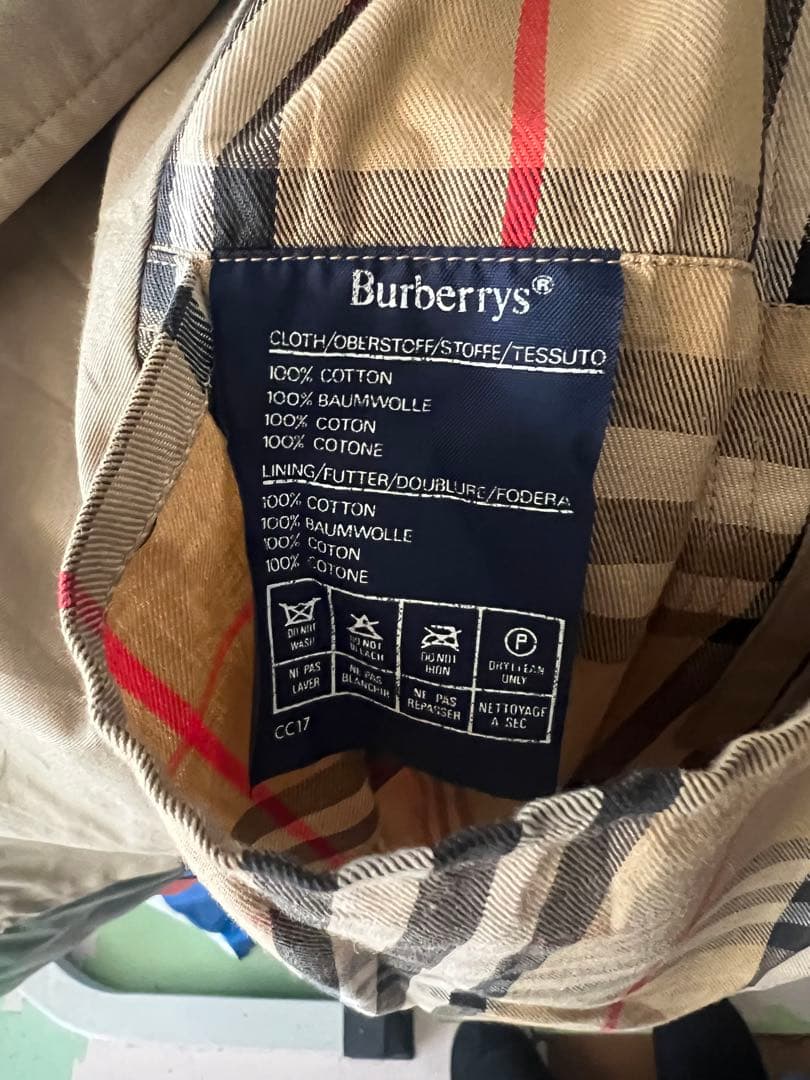 Burberrys®
CLOTH/OBERSTOFF/STOFFE/TESSUTO
100% COTTON
100% BAUMWOLLE
100% COTON
100% COTONE
LINING/FUTTER/DOUBLURE/FODERA
100% COTTON
100% BAUMWOLLE
100% COTON
100% COTONE
DO NOT WASH
DO NOT BLEACH
DO NOT IRON
P
DRY CLEAN ONLY
NE PAS LAVER
NE PAS BLANCHIR
NE PAS REPASSER
NETTOYAGE A SEC
CC17